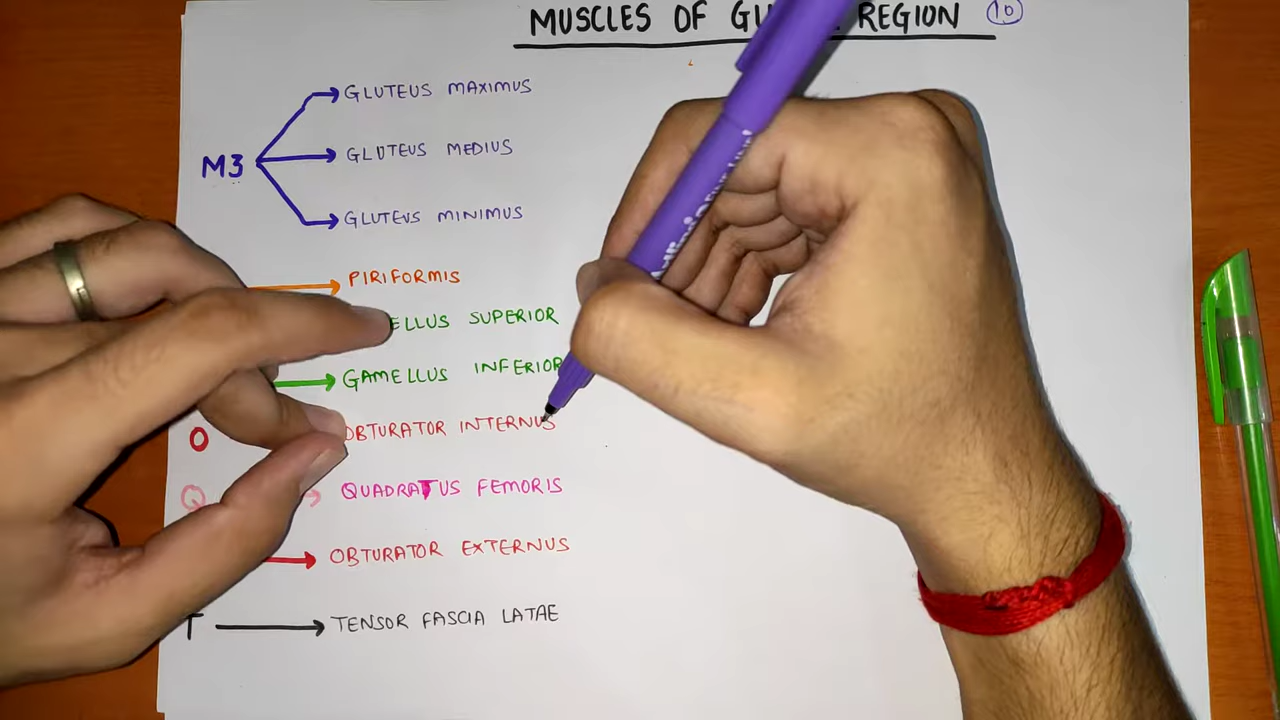 MUSCLES OF REGION 10
GLUTEUS MAXIMUS
M3
GLUTEUS MEDIUS
GLUTEUS MINIMUS
PIRIFORMIS
ELLUS SUPERIOR
GAMELLUS INFERIOR
O OBTURATOR INTERNUS
Q QUADRATUS FEMORIS
OBTURATOR EXTERNUS
T TENSOR FASCIA LATAE